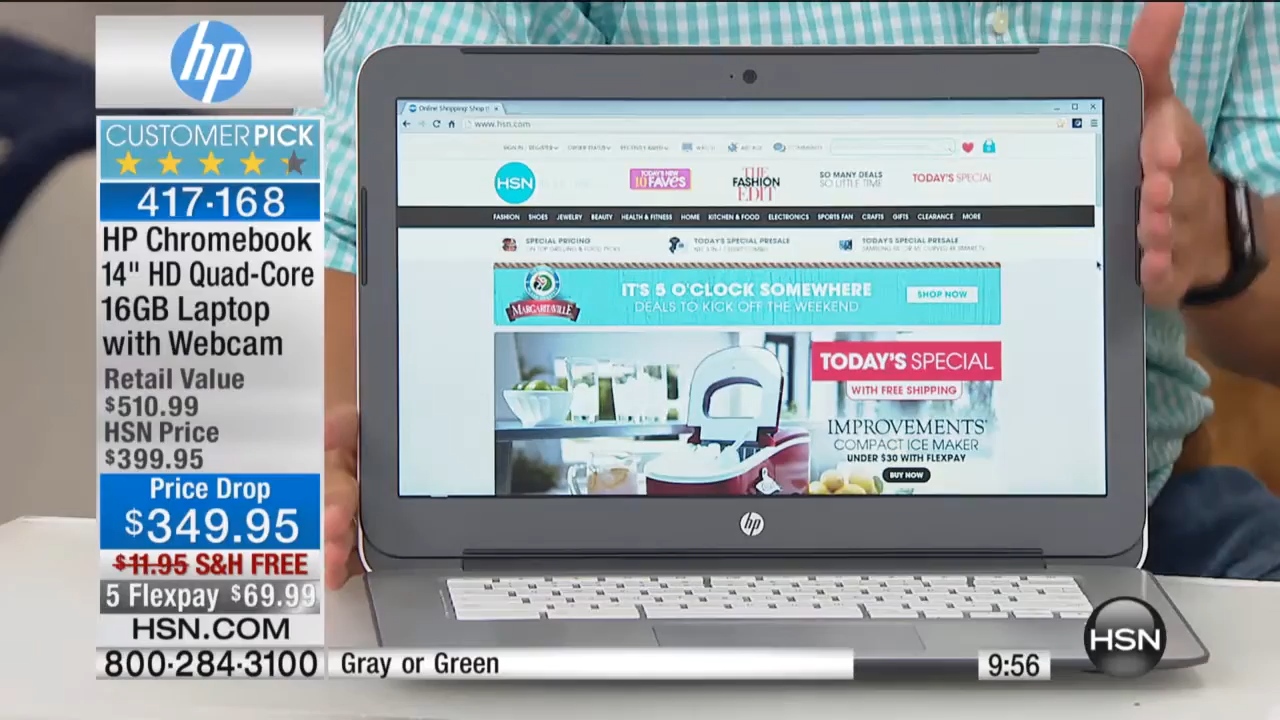 hp
CUSTOMER PICK
417·168
HP Chromebook
14" HD Quad-Core
16GB Laptop
with Webcam
Retail Value
$510.99
HSN Price
$399.95
Price Drop
$349.95
$11.95 S&H FREE
5 Flexpay $69.99
HSN.COM
800·284·3100
Gray or Green
9:56
HSN
Online Shopping: Shop
www.hsn.com
HSN
TODAY'S NEW
10 FAVES
THE
FASHION
EDIT
SO MANY DEALS
SO LITTLE TIME
TODAY'S SPECIAL
FASHION SHOES JEWELRY BEAUTY HEALTH & FITNESS HOME KITCHEN & FOOD ELECTRONICS SPORTS FAN CRAFTS GIFTS CLEARANCE MORE
SPECIAL PRICING TODAY'S SPECIAL PRESALE TODAY'S SPECIAL PRESALE
MARGARITAVILLE
IT'S 5 O'CLOCK SOMEWHERE
DEALS TO KICK OFF THE WEEKEND
SHOP NOW
TODAY'S SPECIAL
WITH FREE SHIPPING
IMPROVEMENTS
COMPACT ICE MAKER
UNDER $30 WITH FLEXPAY
BUY NOW
hp